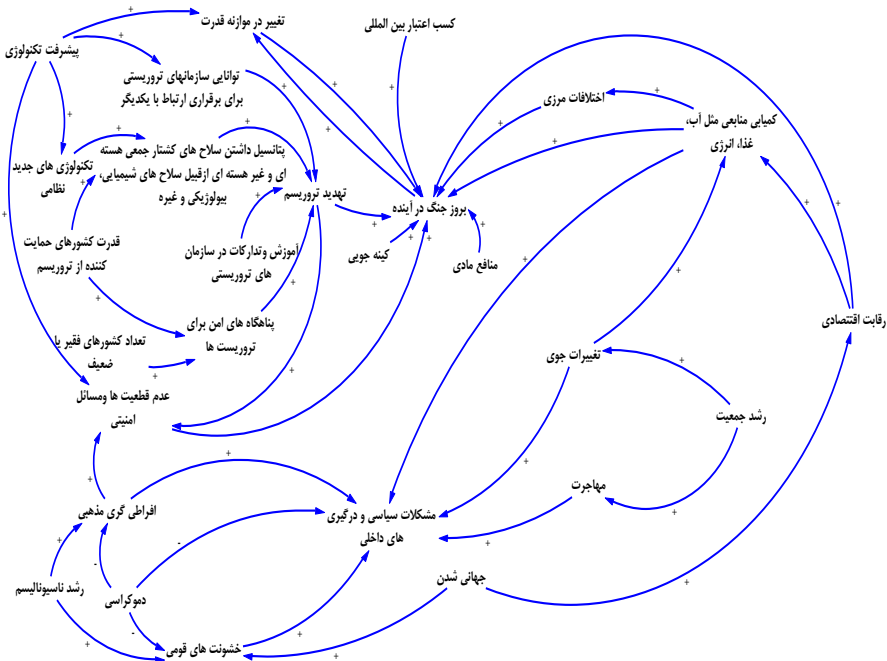 تغییر در موازنه قدرت
کسب اعتبار بین المللی
پیشرفت تکنولوژی
توانایی سازمانهای تروریستی
برای برقراری ارتباط با یکدیگر
اختلافات مرزی
کمیابی منابعی مثل آب،
غذا، انرژی
پتانسیل داشتن سلاح های کشتار جمعی هسته
ای و غیر هسته ای ازقبیل سلاح های شیمیایی،
بیولوژیکی و غیره
تکنولوژی های جدید
نظامی
تهدید تروریسم
بروز جنگ در آینده
قدرت کشورهای حمایت
کننده از تروریسم
آموزش وتدارکات در سازمان
های تروریستی
کینه جویی
منافع مادی
پناهگاه های امن برای
تروریست ها
رقابت اقتصادی
تعداد کشورهای فقیر یا
ضعیف
تغییرات جوی
عدم قطعیت ها ومسائل
امنیتی
رشد جمعیت
مهاجرت
افراطی گری مذهبی
مشکلات سیاسی و درگیری
های داخلی
جهانی شدن
رشد ناسیونالیسم
دموکراسی
خشونت های قومی